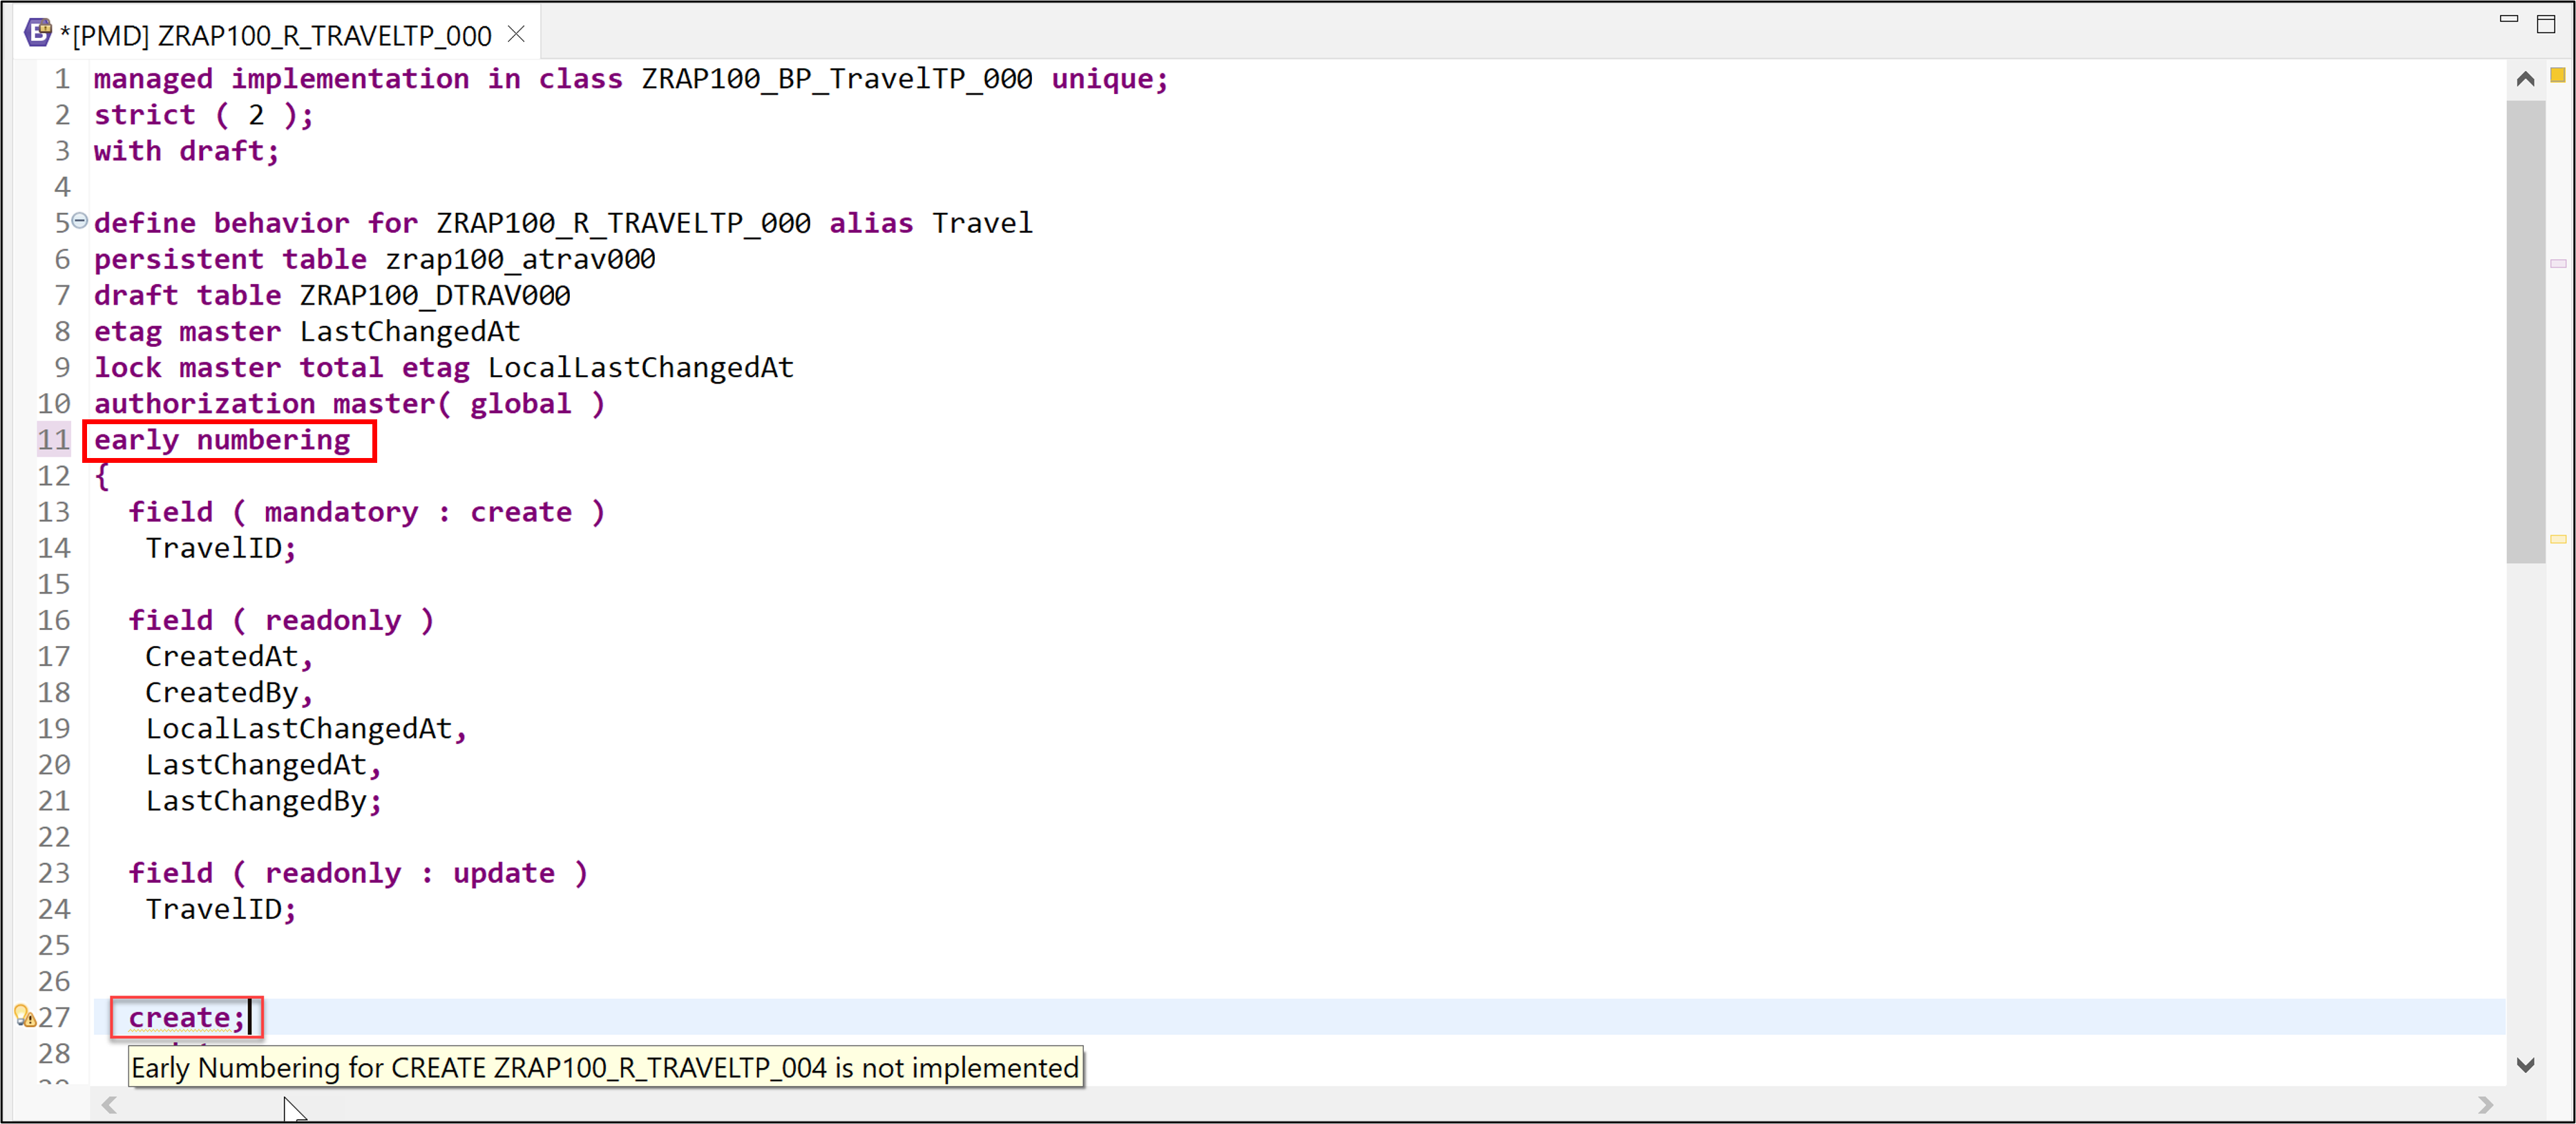 *[PMD] ZRAP100_R_TRAVELTP_000
1 managed implementation in class ZRAP100_BP_TravelTP_000 unique;
2 strict ( 2 );
3 with draft;
4
5 define behavior for ZRAP100_R_TRAVELTP_000 alias Travel
6 persistent table zrap100_atrav000
7 draft table ZRAP100_DTRAV000
8 etag master LastChangedAt
9 lock master total etag LocalLastChangedAt
10 authorization master( global )
11 early numbering
12 {
13 field ( mandatory : create )
14 TravelID;
15
16 field ( readonly )
17 CreatedAt,
18 CreatedBy,
19 LocalLastChangedAt,
20 LastChangedAt,
21 LastChangedBy;
22
23 field ( readonly : update )
24 TravelID;
25
26
27 create;
28
Early Numbering for CREATE ZRAP100_R_TRAVELTP_004 is not implemented